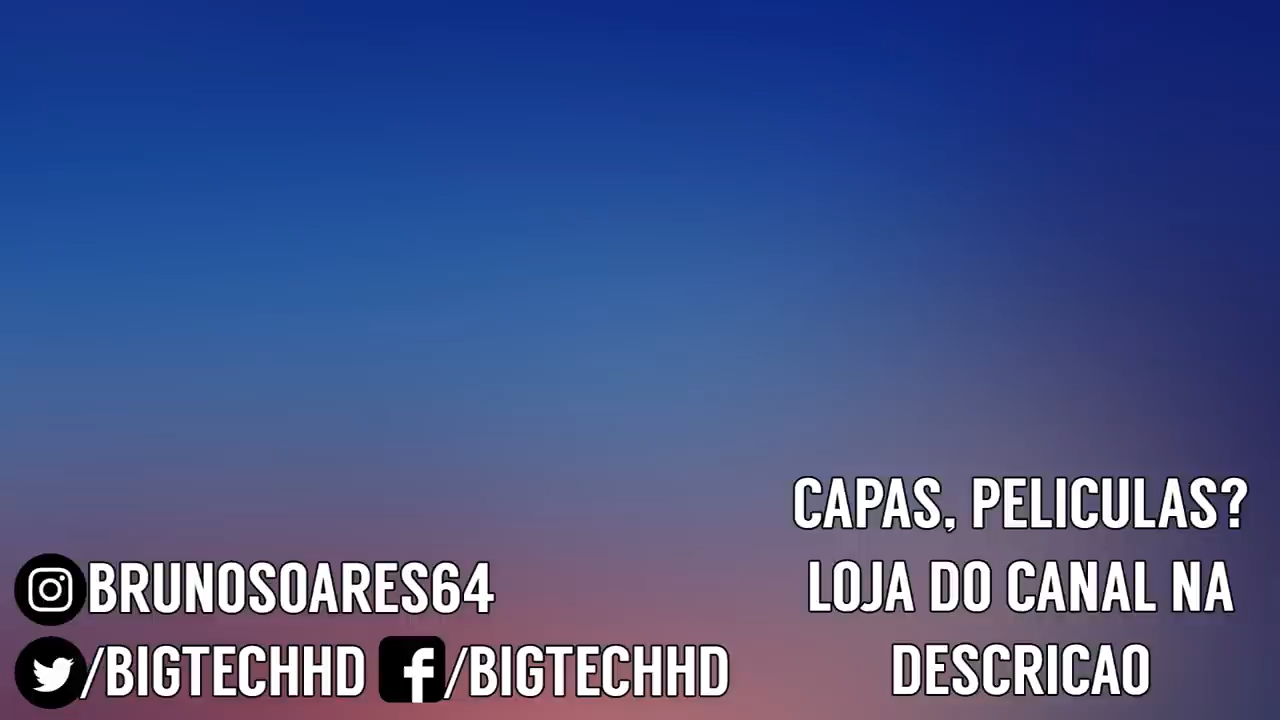 CAPAS, PELICULAS?
LOJA DO CANAL NA
DESCRICAO
BRUNOSOARES64
/BIGTECHHD /BIGTECHHD